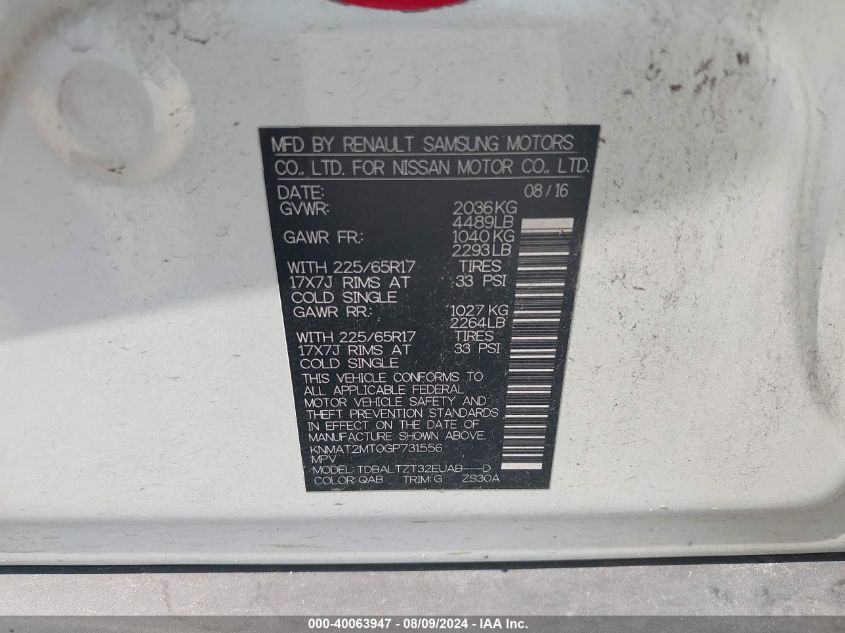 MFD BY RENAULT SAMSUNG MOTORS
CO., LTD. FOR NISSAN MOTOR CO., LTD.
DATE: 08/16
GVWR: 2036KG
4489LB
GAWR FR.: 1040KG
2293LB
WITH 225/65R17 TIRES
17X7J RIMS AT 33 PSI
COLD SINGLE
GAWR RR.: 1027 KG
2264LB
WITH 225/65R17 TIRES
17X7J RIMS AT 33 PSI
COLD SINGLE
THIS VEHICLE CONFORMS TO
ALL APPLICABLE FEDERAL
MOTOR VEHICLE SAFETY AND
THEFT PREVENTION STANDARDS
IN EFFECT ON THE DATE OF
MANUFACTURE SHOWN ABOVE.
KNMAT2MT0GP731556
MPV
MODEL: TDBALTZT32EUAB---D
COLOR: QAB TRIM: G ZS30A
000-40063947 - 08/09/2024 - IAA Inc.